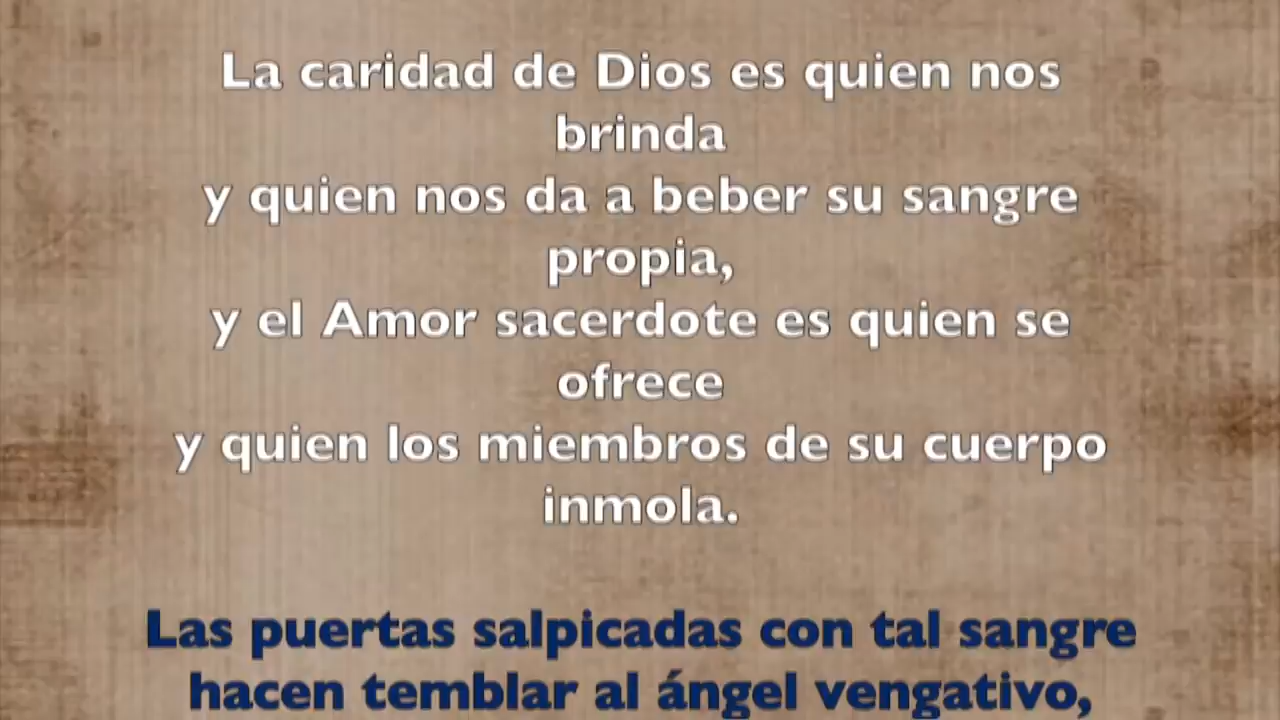 La caridad de Dios es quien nos
brinda
y quien nos da a beber su sangre
propia,
y el Amor sacerdote es quien se
ofrece
y quien los miembros de su cuerpo
inmola.
Las puertas salpicadas con tal sangre
hacen temblar al ángel vengativo,